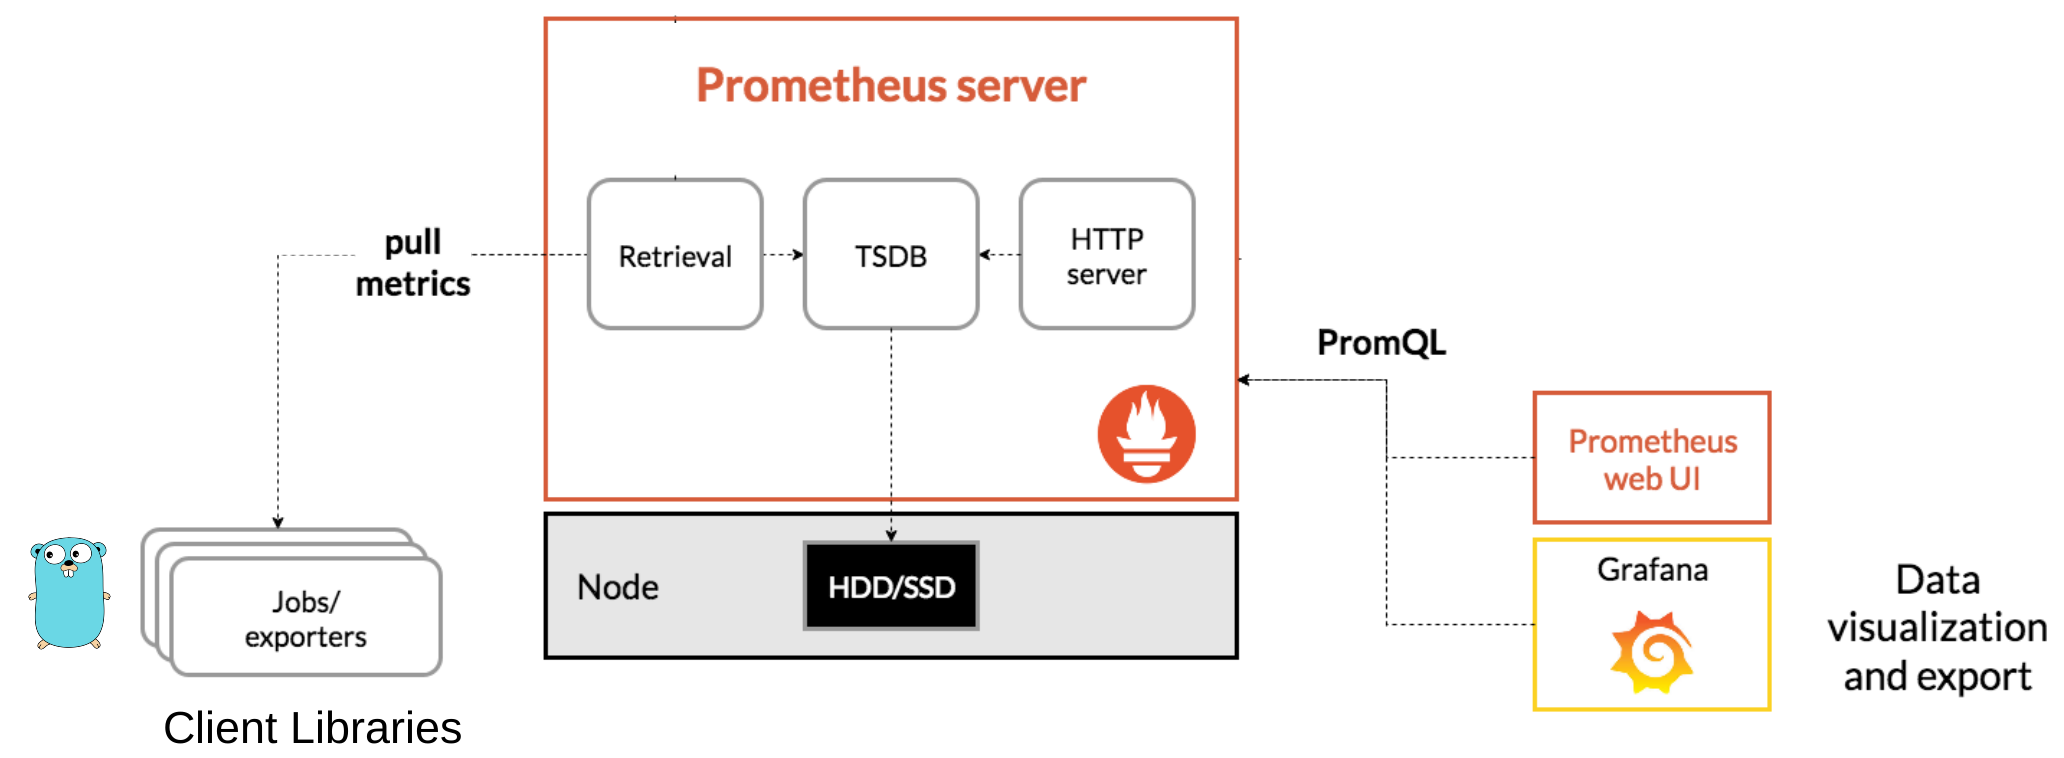 Prometheus server
pull
metrics
Retrieval
TSDB
HTTP
server
PromQL
Prometheus
web UI
Node
HDD/SSD
Jobs/
exporters
Client Libraries
Grafana
Data
visualization
and export